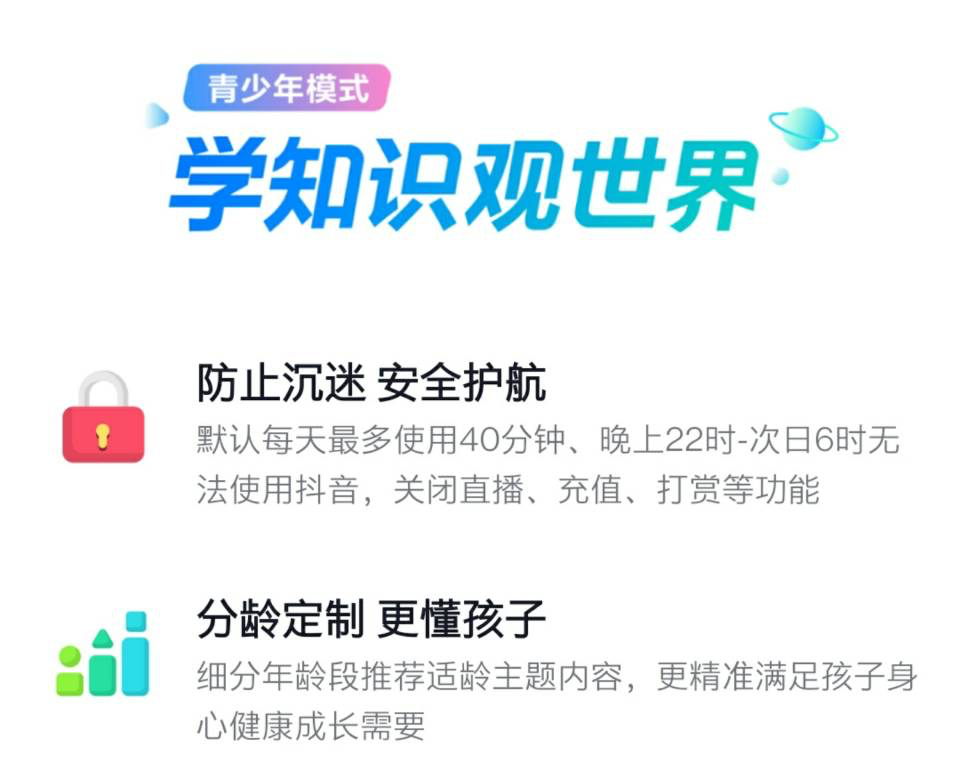 青少年模式
学知识观世界
防止沉迷 安全护航
默认每天最多使用40分钟、晚上22时-次日6时无
法使用抖音，关闭直播、充值、打赏等功能
分龄定制 更懂孩子
细分年龄段推荐适龄主题内容，更精准满足孩子身
心健康成长需要